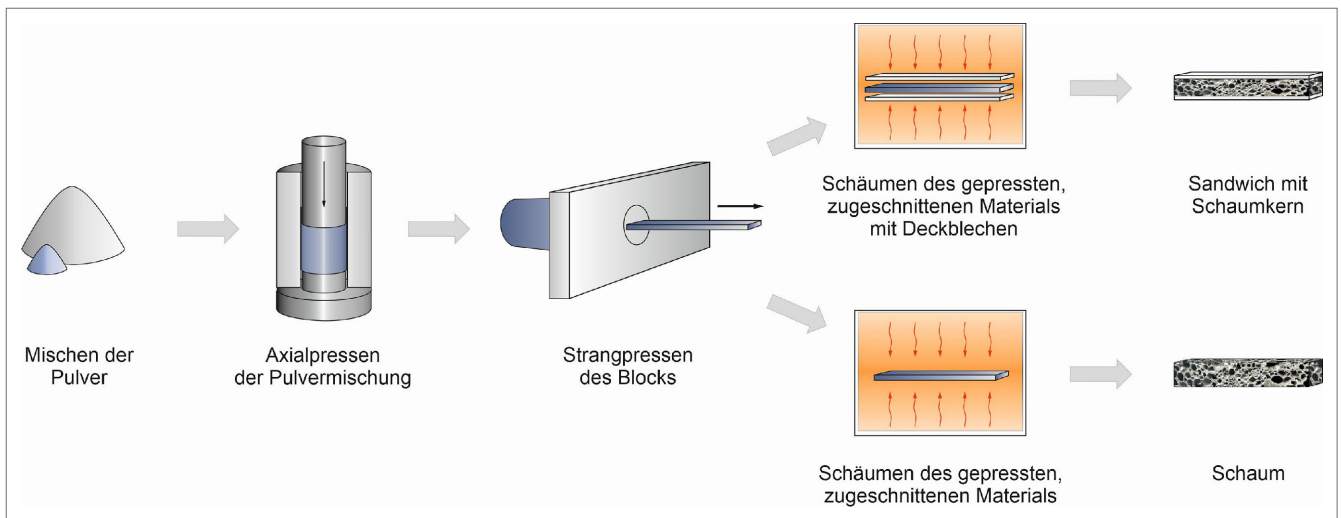 Mischen der
Pulver
Axialpressen
der Pulvermischung
Strangpressen
des Blocks
Schäumen des gepressten,
zugeschnittenen Materials
mit Deckblechen
Sandwich mit
Schaumkern
Schäumen des gepressten,
zugeschnittenen Materials
Schaum